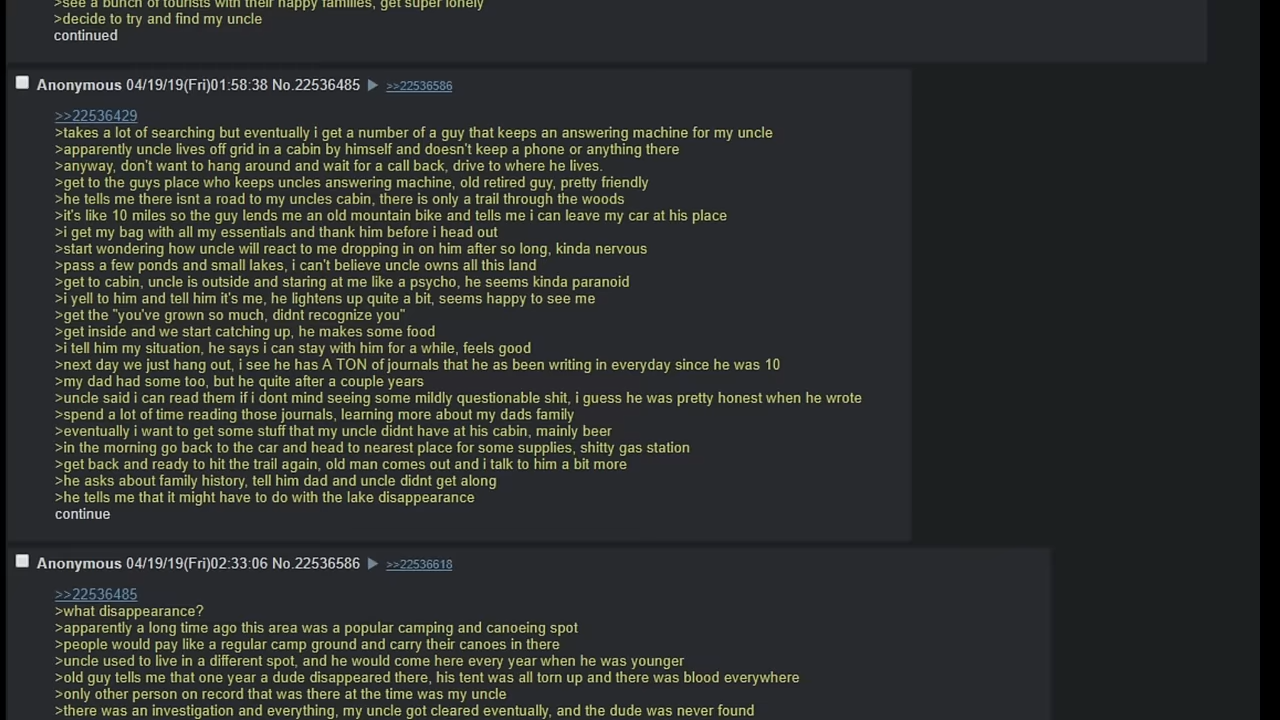 >see a bunch of tourists with their happy families, get super lonely
>decide to try and find my uncle
continued
Anonymous 04/19/19(Fri)01:58:38 No.22536485 ▶ >>22536586
>>22536429
>takes a lot of searching but eventually i get a number of a guy that keeps an answering machine for my uncle
>apparently uncle lives off grid in a cabin by himself and doesn't keep a phone or anything there
>anyway, don't want to hang around and wait for a call back, drive to where he lives.
>get to the guys place who keeps uncles answering machine, old retired guy, pretty friendly
>he tells me there isnt a road to my uncles cabin, there is only a trail through the woods
>it's like 10 miles so the guy lends me an old mountain bike and tells me i can leave my car at his place
>i get my bag with all my essentials and thank him before i head out
>start wondering how uncle will react to me dropping in on him after so long, kinda nervous
>pass a few ponds and small lakes, i can't believe uncle owns all this land
>get to cabin, uncle is outside and staring at me like a psycho, he seems kinda paranoid
>i yell to him and tell him it's me, he lightens up quite a bit, seems happy to see me
>get the "you've grown so much, didnt recognize you"
>get inside and we start catching up, he makes some food
>i tell him my situation, he says i can stay with him for a while, feels good
>next day we just hang out, i see he has A TON of journals that he as been writing in everyday since he was 10
>my dad had some too, but he quite after a couple years
>uncle said i can read them if i dont mind seeing some mildly questionable shit, i guess he was pretty honest when he wrote
>spend a lot of time reading those journals, learning more about my dads family
>eventually i want to get some stuff that my uncle didnt have at his cabin, mainly beer
>in the morning go back to the car and head to nearest place for some supplies, shitty gas station
>get back and ready to hit the trail again, old man comes out and i talk to him a bit more
>he asks about family history, tell him dad and uncle didnt get along
>he tells me that it might have to do with the lake disappearance
continue
Anonymous 04/19/19(Fri)02:33:06 No.22536586 ▶ >>22536618
>>22536485
>what disappearance?
>apparently a long time ago this area was a popular camping and canoeing spot
>people would pay like a regular camp ground and carry their canoes in there
>uncle used to live in a different spot, and he would come here every year when he was younger
>old guy tells me that one year a dude disappeared there, his tent was all torn up and there was blood everywhere
>only other person on record that was there at the time was my uncle
>there was an investigation and everything, my uncle got cleared eventually, and the dude was never found